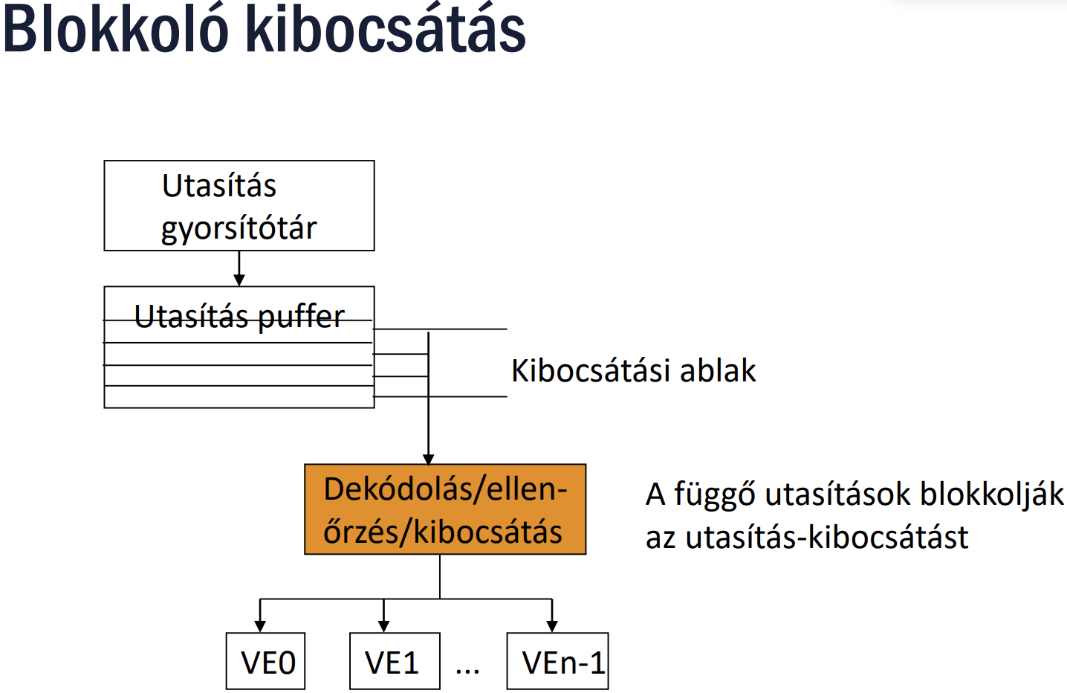 Blokkoló kibocsátás
Utasítás
gyorsítótár
Utasítás puffer
Kibocsátási ablak
Dekódolás/ellen-
őrzés/kibocsátás
A függő utasítások blokkolják
az utasítás-kibocsátást
VE0
VE1
...
VEn-1